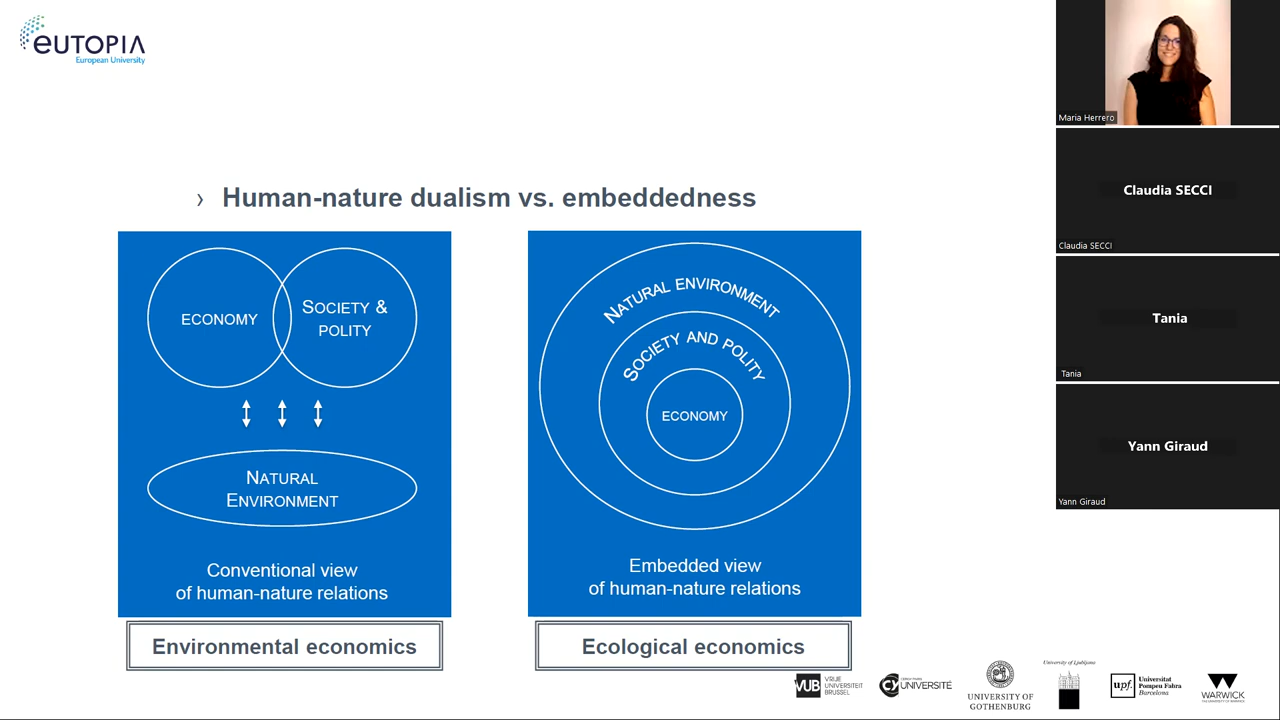 eUTOPIA
European University
› Human-nature dualism vs. embeddedness
ECONOMY
SOCIETY &
POLITY
NATURAL
ENVIRONMENT
Conventional view
of human-nature relations
Environmental economics
NATURAL ENVIRONMENT
SOCIETY AND POLITY
ECONOMY
Embedded view
of human-nature relations
Ecological economics
Maria Herrero
Claudia SECCI
Claudia SECCI
Tania
Tania
Yann Giraud
Yann Giraud
VUB
VRIJE
UNIVERSITEIT
BRUSSEL
CY
UNIVERSITÉ
UNIVERSITY OF
GOTHENBURG
University of Ljubljana
upf.
Universitat
Pompeu Fabra
Barcelona
WARWICK
THE UNIVERSITY OF WARWICK